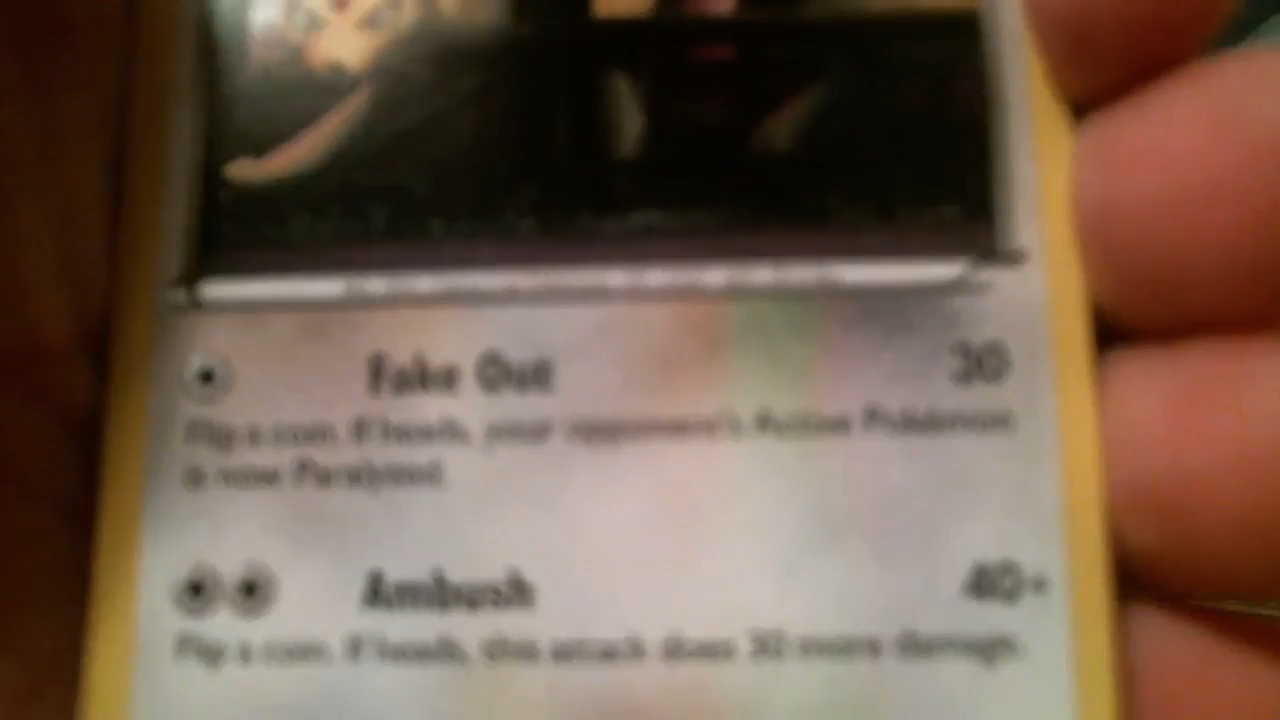 Fake Out 20
Flip a coin. If heads, your opponent's Active Pokémon
is now Paralyzed.
Ambush 40+
Flip a coin. If heads, this attack does 30 more damage.